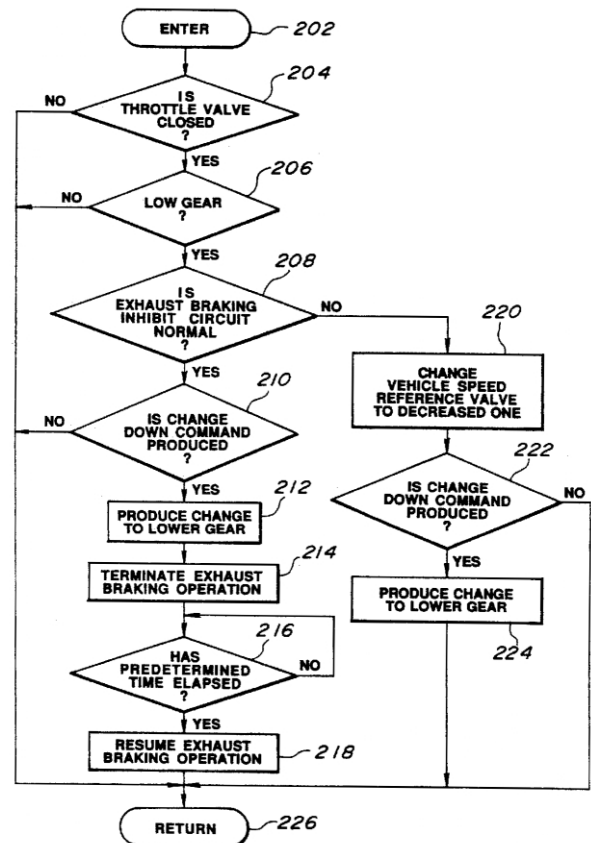 ENTER
202
204
IS
THROTTLE VALVE
CLOSED
?
NO
YES
206
LOW GEAR
?
NO
YES
208
IS
EXHAUST BRAKING
INHIBIT CIRCUIT
NORMAL
?
NO
YES
220
CHANGE
VEHICLE SPEED
REFERENCE VALVE
TO DECREASED ONE
210
IS CHANGE
DOWN COMMAND
PRODUCED
?
NO
YES
222
IS CHANGE
DOWN COMMAND
PRODUCED
?
NO
YES
212
PRODUCE CHANGE
TO LOWER GEAR
214
TERMINATE EXHAUST
BRAKING OPERATION
PRODUCE CHANGE
TO LOWER GEAR
224
216
HAS
PREDETERMINED
TIME ELAPSED
?
NO
YES
RESUME EXHAUST
BRAKING OPERATION
218
RETURN
226